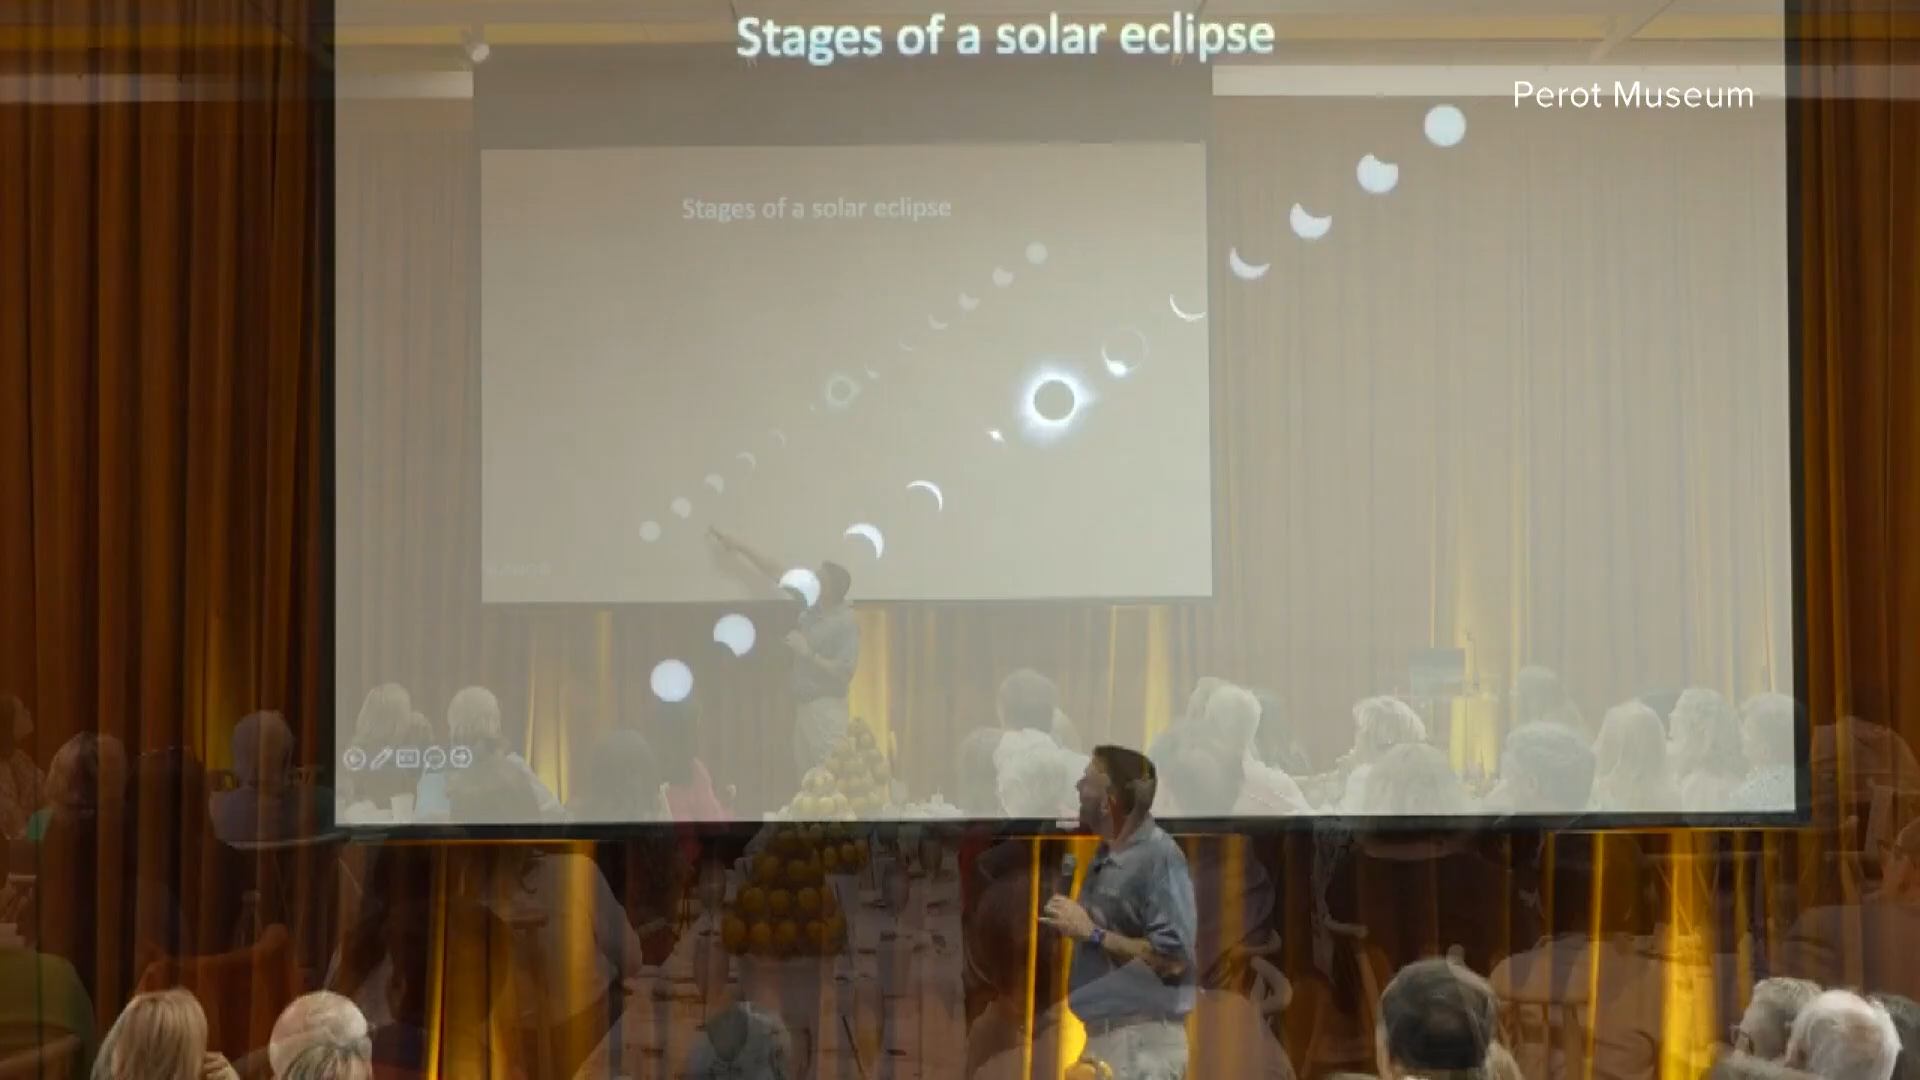 Stages of a solar eclipse
Perot Museum
Stages of a solar eclipse